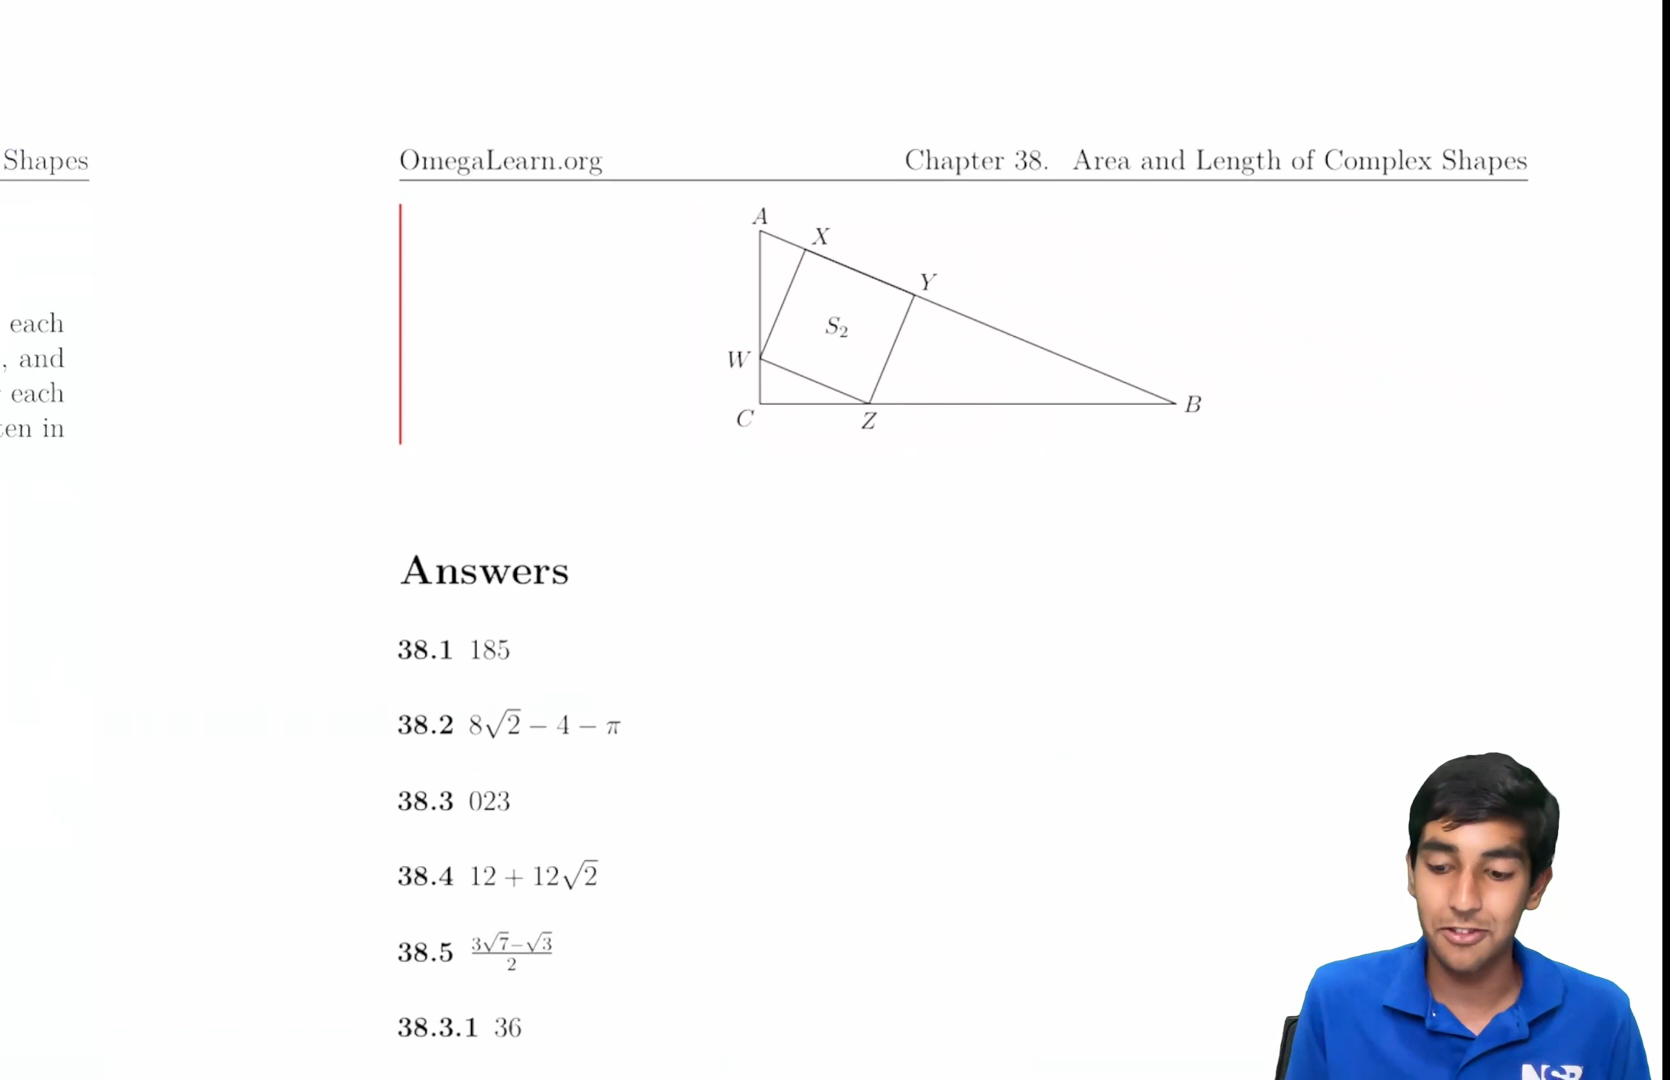 Shapes
each
, and
each
ten in
OmegaLearn.org
Chapter 38. Area and Length of Complex Shapes
A
X
Y
S₂
W
C
Z
B
Answers
38.1 185
38.2 8√2 − 4 − π
38.3 023
38.4 12 + 12√2
38.5 (3√7−√3)/2
38.3.1 36